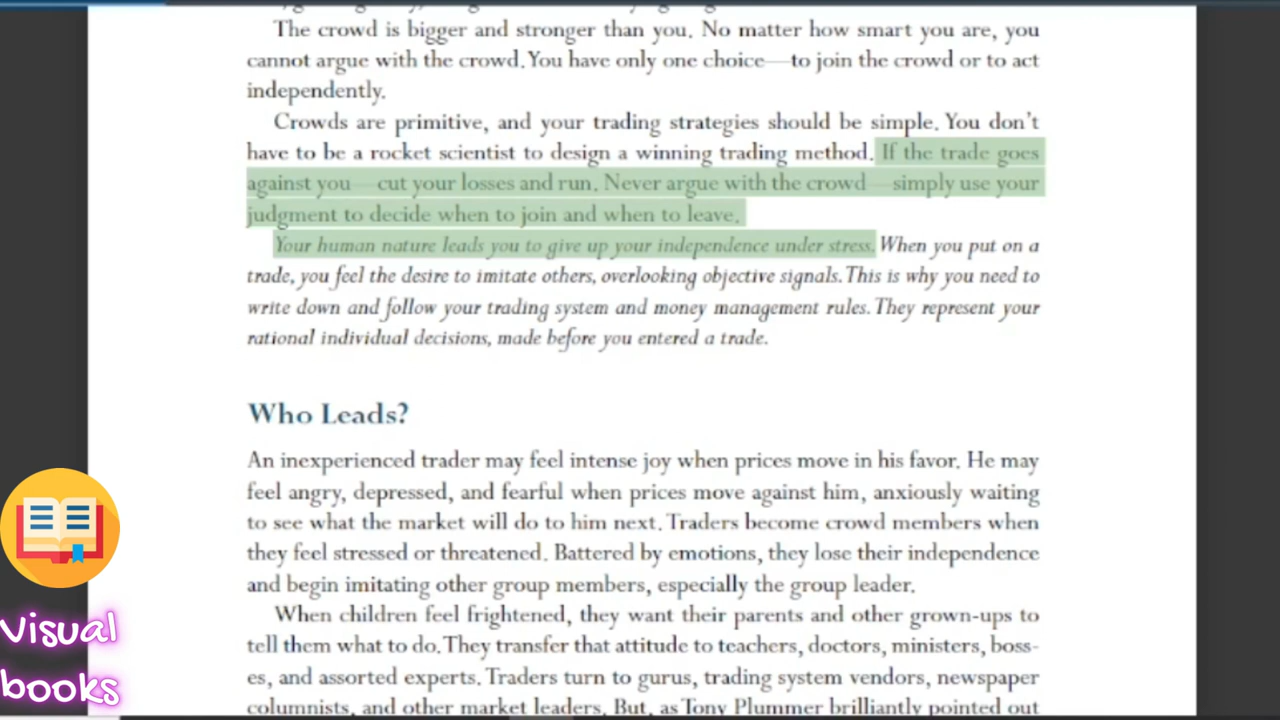 The crowd is bigger and stronger than you. No matter how smart you are, you
cannot argue with the crowd. You have only one choice—to join the crowd or to act
independently.
Crowds are primitive, and your trading strategies should be simple. You don't
have to be a rocket scientist to design a winning trading method. If the trade goes
against you—cut your losses and run. Never argue with the crowd—simply use your
judgment to decide when to join and when to leave.
Your human nature leads you to give up your independence under stress. When you put on a
trade, you feel the desire to imitate others, overlooking objective signals. This is why you need to
write down and follow your trading system and money management rules. They represent your
rational individual decisions, made before you entered a trade.
Who Leads?
An inexperienced trader may feel intense joy when prices move in his favor. He may
feel angry, depressed, and fearful when prices move against him, anxiously waiting
to see what the market will do to him next. Traders become crowd members when
they feel stressed or threatened. Battered by emotions, they lose their independence
and begin imitating other group members, especially the group leader.
When children feel frightened, they want their parents and other grown-ups to
tell them what to do. They transfer that attitude to teachers, doctors, ministers, boss-
es, and assorted experts. Traders turn to gurus, trading system vendors, newspaper
columnists, and other market leaders. But, as Tony Plummer brilliantly pointed out
Visual
books